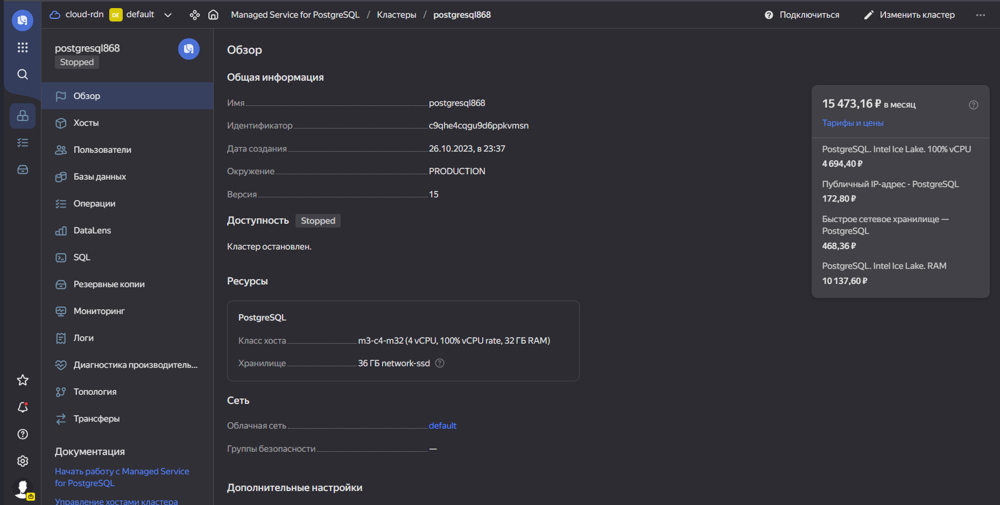 cloud-rdn DE default Managed Service for PostgreSQL / Кластеры / postgresql868 Подключиться Изменить кластер
postgresql868
Stopped
Обзор
Хосты
Пользователи
Базы данных
Операции
DataLens
SQL
Резервные копии
Мониторинг
Логи
Диагностика производитель...
Топология
Трансферы
Документация
Начать работу с Managed Service
for PostgreSQL
Управление хостами кластера
Обзор
Общая информация
Имя postgresql868
Идентификатор c9qhe4cqgu9d6ppkvmsn
Дата создания 26.10.2023, в 23:37
Окружение PRODUCTION
Версия 15
Доступность Stopped
Кластер остановлен.
Ресурсы
PostgreSQL
Класс хоста m3-c4-m32 (4 vCPU, 100% vCPU rate, 32 ГБ RAM)
Хранилище 36 ГБ network-ssd
Сеть
Облачная сеть default
Группы безопасности —
Дополнительные настройки
15 473,16 ₽ в месяц
Тарифы и цены
PostgreSQL. Intel Ice Lake. 100% vCPU
4 694,40 ₽
Публичный IP-адрес - PostgreSQL
172,80 ₽
Быстрое сетевое хранилище —
PostgreSQL
468,36 ₽
PostgreSQL. Intel Ice Lake. RAM
10 137,60 ₽